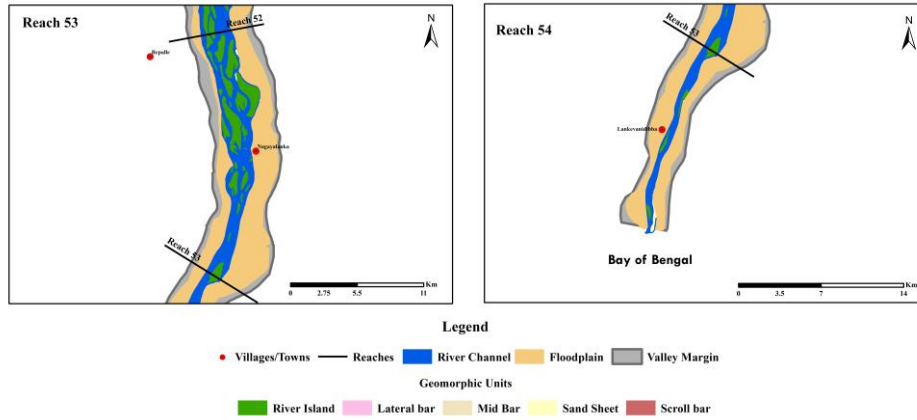 Reach 53
Reach 52
N
Repalle
Nagayalanka
Reach 53
Km
0 2.75 5.5 11
Reach 54
Reach 53
N
Lankevanidibba
Bay of Bengal
Km
0 3.5 7 14
Legend
Villages/Towns Reaches River Channel Floodplain Valley Margin
Geomorphic Units
River Island Lateral bar Mid Bar Sand Sheet Scroll bar